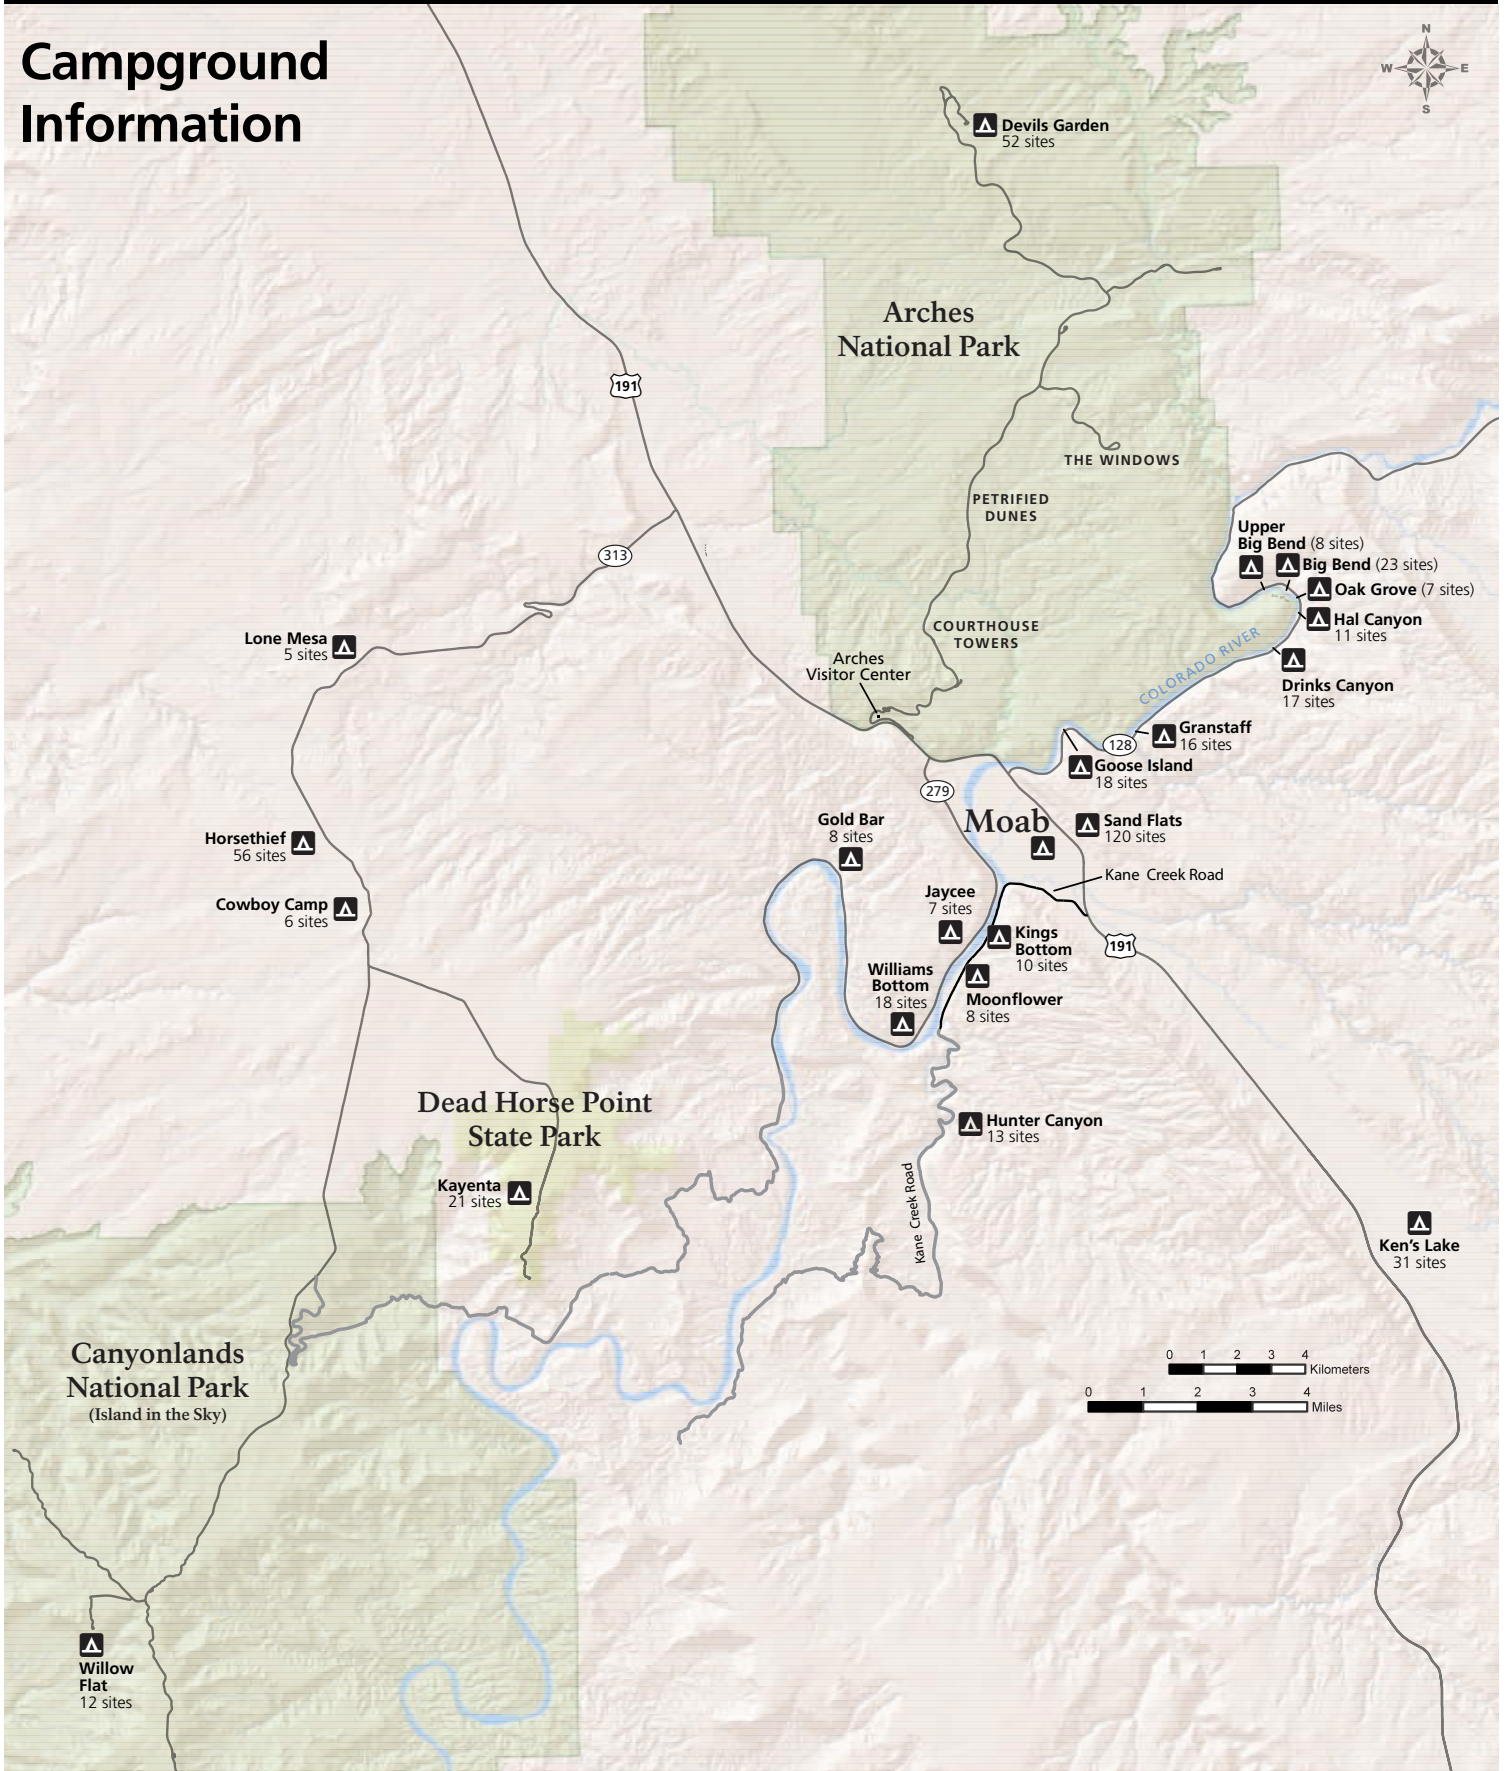 Campground
Information
N
W E
S
Devils Garden
52 sites
Arches
National Park
191
THE WINDOWS
PETRIFIED
DUNES
313
Upper
Big Bend (8 sites)
Big Bend (23 sites)
Oak Grove (7 sites)
Hal Canyon
11 sites
COURTHOUSE
TOWERS
Lone Mesa
5 sites
COLORADO RIVER
Arches
Visitor Center
Drinks Canyon
17 sites
Granstaff
16 sites
128
Goose Island
18 sites
279
Moab
Gold Bar
8 sites
Sand Flats
120 sites
Horsethief
56 sites
Kane Creek Road
Jaycee
7 sites
Cowboy Camp
6 sites
Kings
Bottom
10 sites
191
Williams
Bottom
18 sites
Moonflower
8 sites
Dead Horse Point
State Park
Hunter Canyon
13 sites
Kane Creek Road
Kayenta
21 sites
Ken's Lake
31 sites
Canyonlands
National Park
(Island in the Sky)
0 1 2 3 4
Kilometers
0 1 2 3 4
Miles
Willow
Flat
12 sites